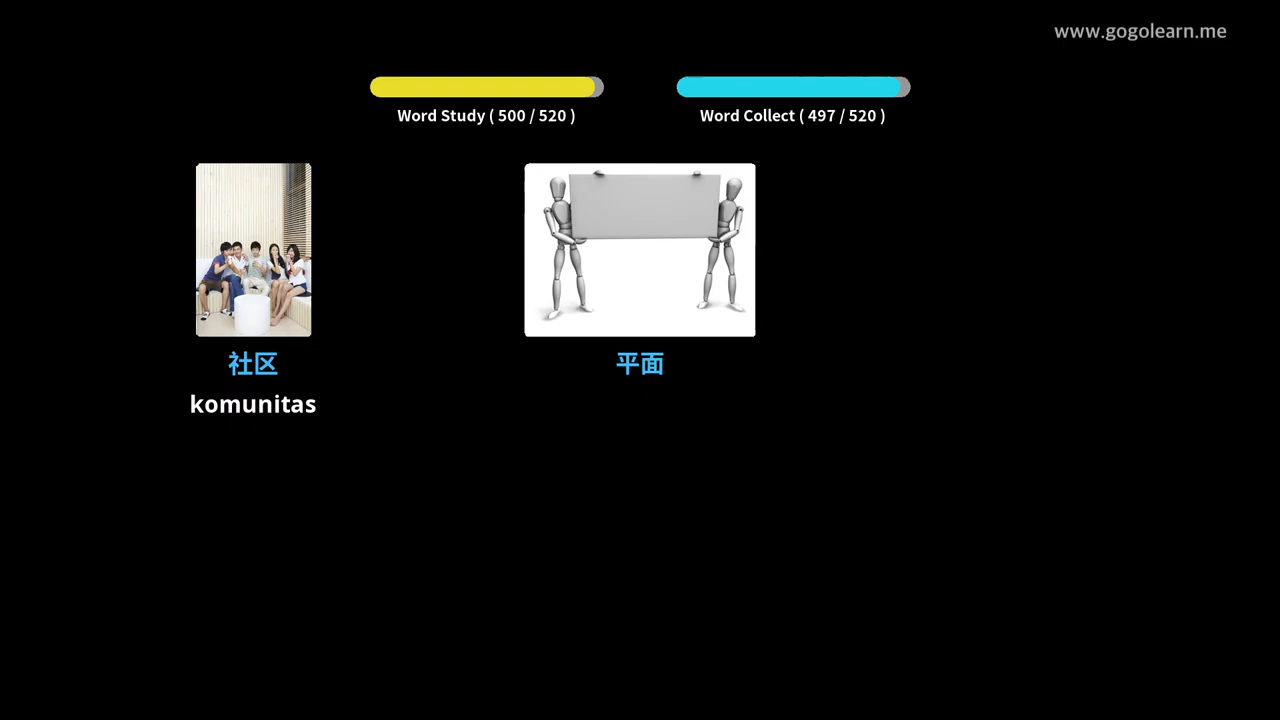 www.gogolearn.me
Word Study ( 500 / 520 )
Word Collect ( 497 / 520 )
社区
平面
komunitas